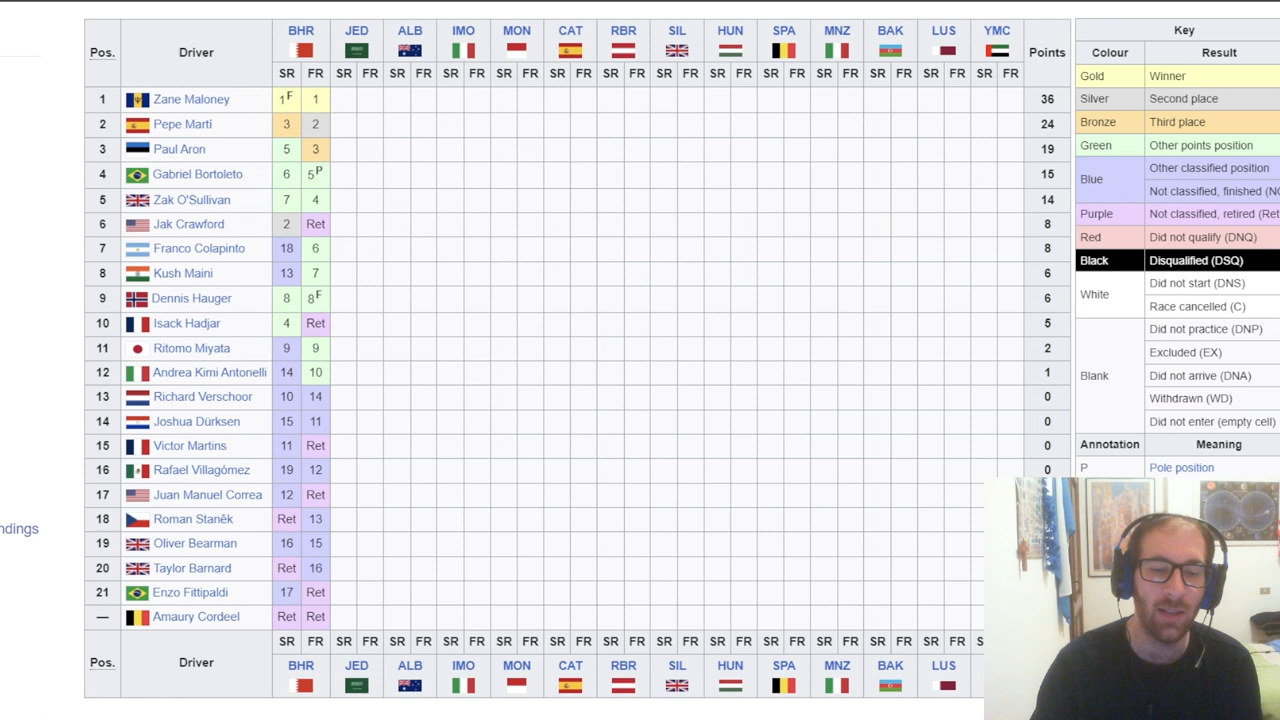 Pos. Driver BHR JED ALB IMO MON CAT RBR SIL HUN SPA MNZ BAK LUS YMC Points
SR FR SR FR SR FR SR FR SR FR SR FR SR FR SR FR SR FR SR FR SR FR SR FR SR FR SR FR
1 Zane Maloney 1F 1 36
2 Pepe Martí 3 2 24
3 Paul Aron 5 3 19
4 Gabriel Bortoleto 6 5P 15
5 Zak O'Sullivan 7 4 14
6 Jak Crawford 2 Ret 8
7 Franco Colapinto 18 6 8
8 Kush Maini 13 7 6
9 Dennis Hauger 8 8F 6
10 Isack Hadjar 4 Ret 5
11 Ritomo Miyata 9 9 2
12 Andrea Kimi Antonelli 14 10 1
13 Richard Verschoor 10 14 0
14 Joshua Dürksen 15 11 0
15 Victor Martins 11 Ret 0
16 Rafael Villagómez 19 12 0
17 Juan Manuel Correa 12 Ret
18 Roman Staněk Ret 13
19 Oliver Bearman 16 15
20 Taylor Barnard Ret 16
21 Enzo Fittipaldi 17 Ret
— Amaury Cordeel Ret Ret
SR FR SR FR SR FR SR FR SR FR SR FR SR FR SR FR SR FR SR FR SR FR SR FR SR FR S
Pos. Driver BHR JED ALB IMO MON CAT RBR SIL HUN SPA MNZ BAK LUS
Key
Colour Result
Gold Winner
Silver Second place
Bronze Third place
Green Other points position
Blue Other classified position
Not classified, finished (NC
Purple Not classified, retired (Ret
Red Did not qualify (DNQ)
Black Disqualified (DSQ)
White Did not start (DNS)
Race cancelled (C)
Blank Did not practice (DNP)
Excluded (EX)
Did not arrive (DNA)
Withdrawn (WD)
Did not enter (empty cell)
Annotation Meaning
P Pole position
ndings